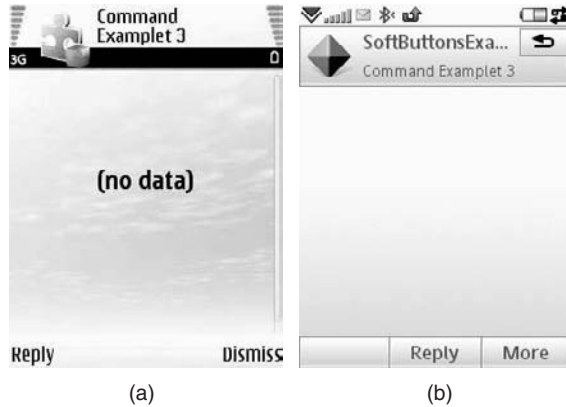 Command
Examplet 3
3G
(no data)
Reply Dismiss
(a)
SoftButtonsExa...
Command Examplet 3
Reply More
(b)